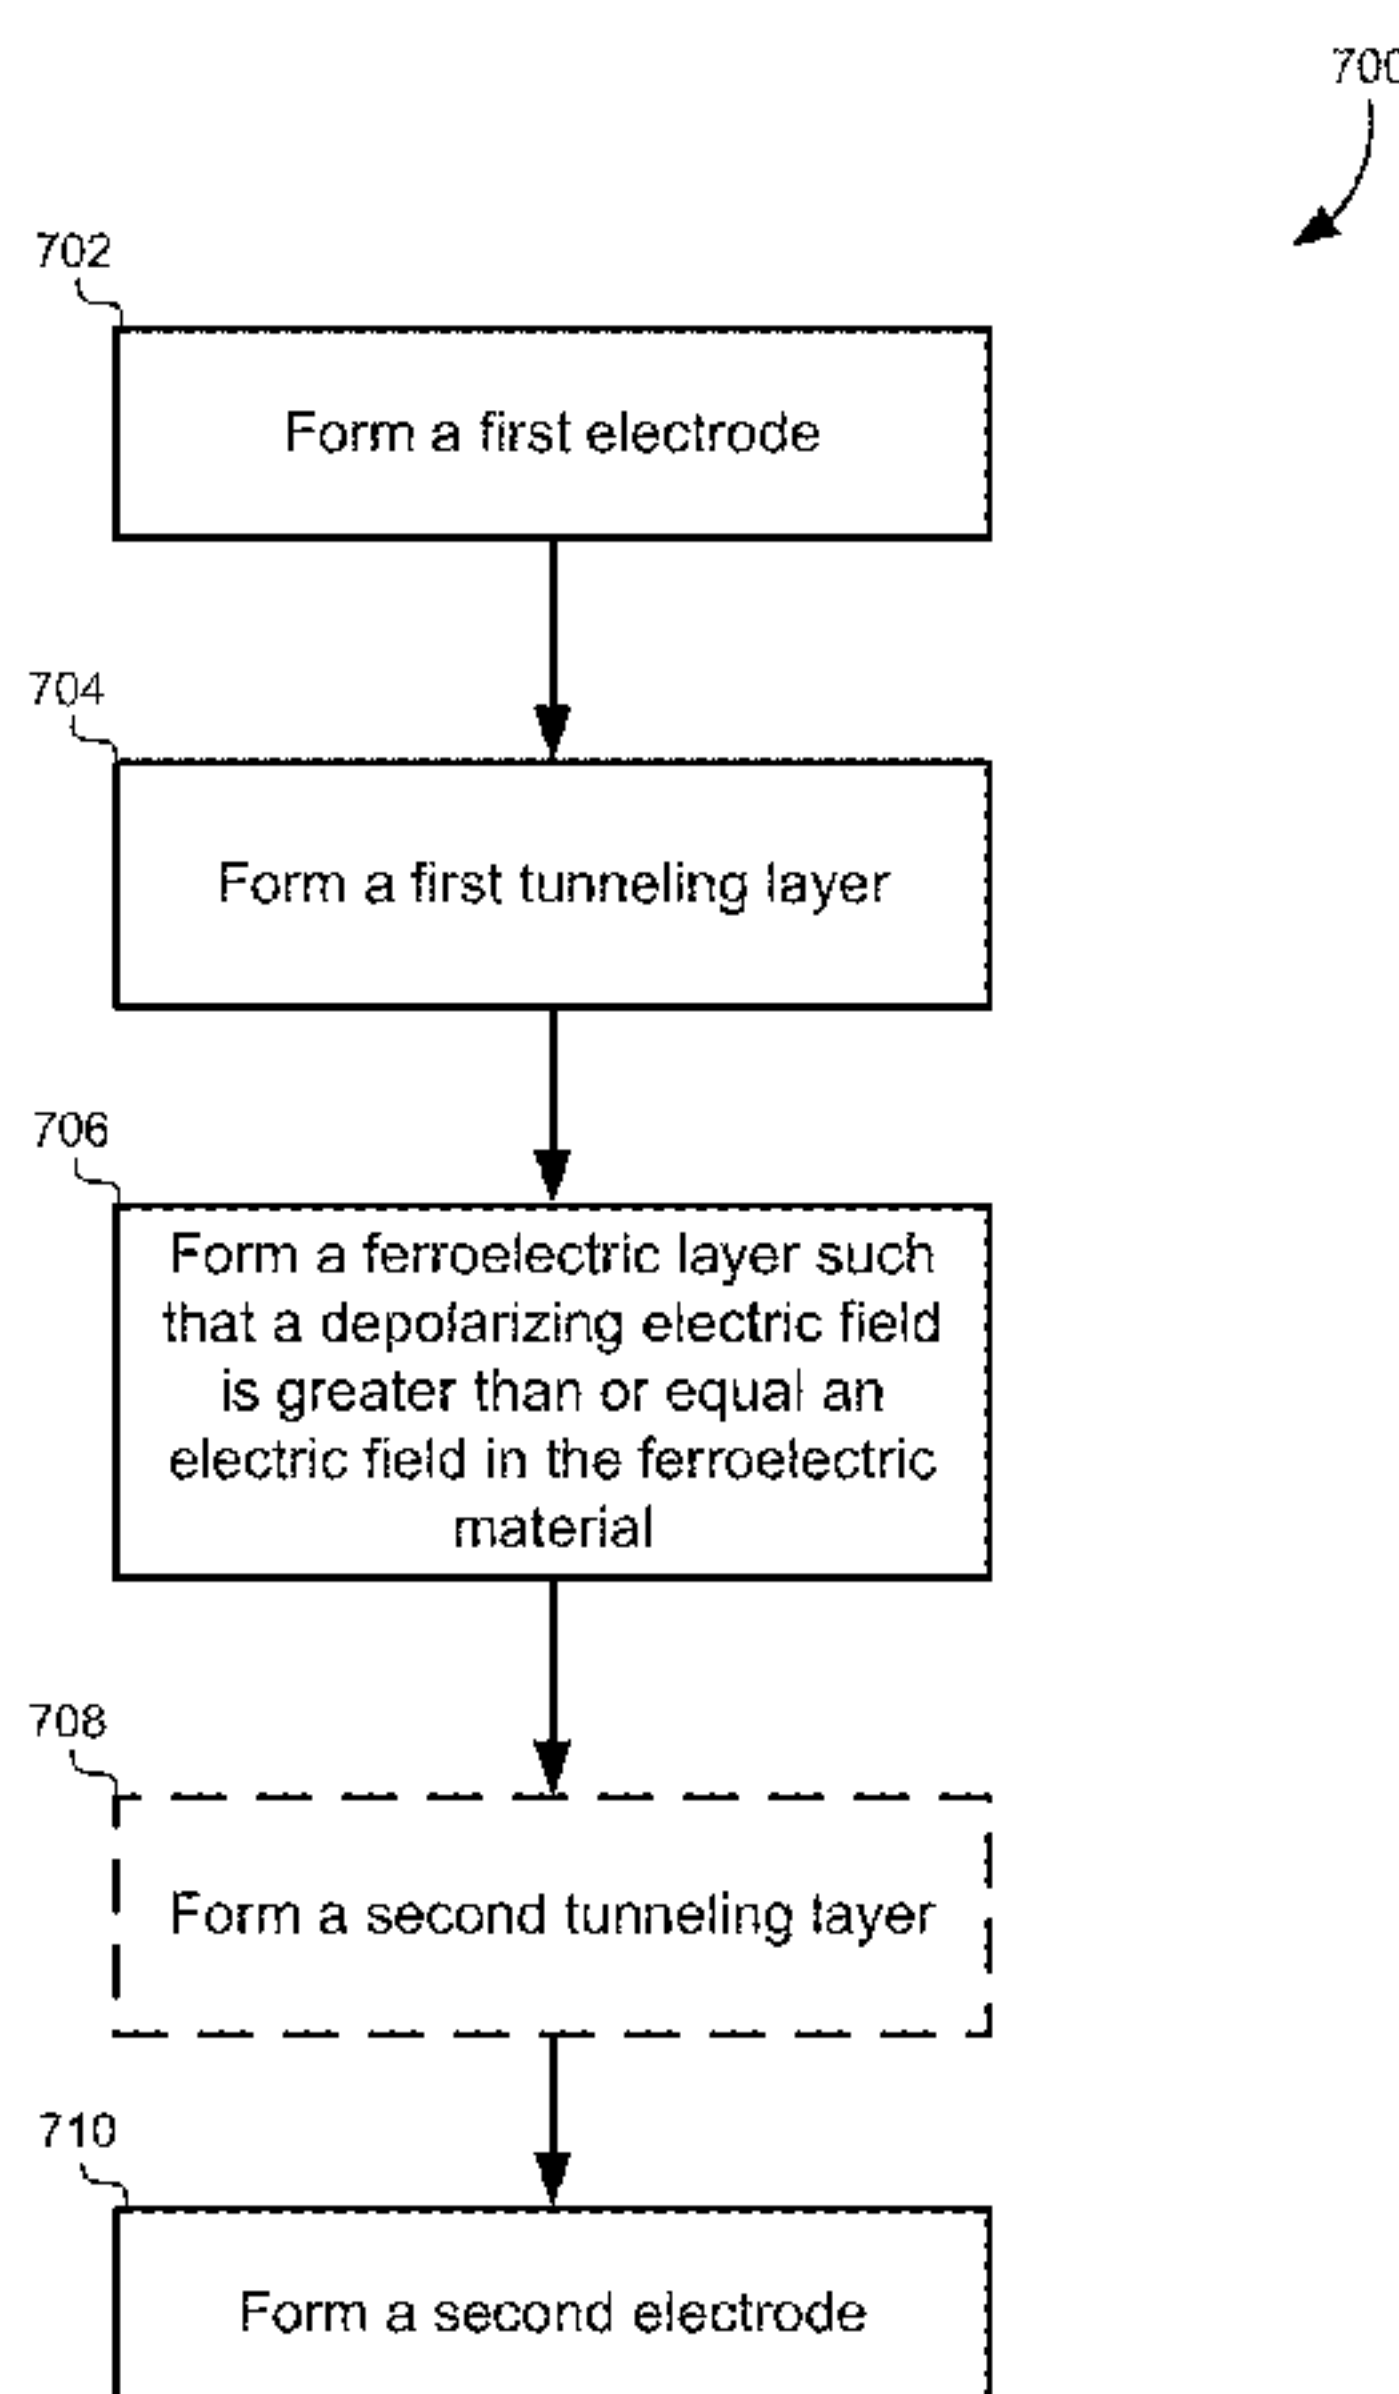 700
702
Form a first electrode
704
Form a first tunneling layer
706
Form a ferroelectric layer such
that a depolarizing electric field
is greater than or equal an
electric field in the ferroelectric
material
708
Form a second tunneling layer
710
Form a second electrode